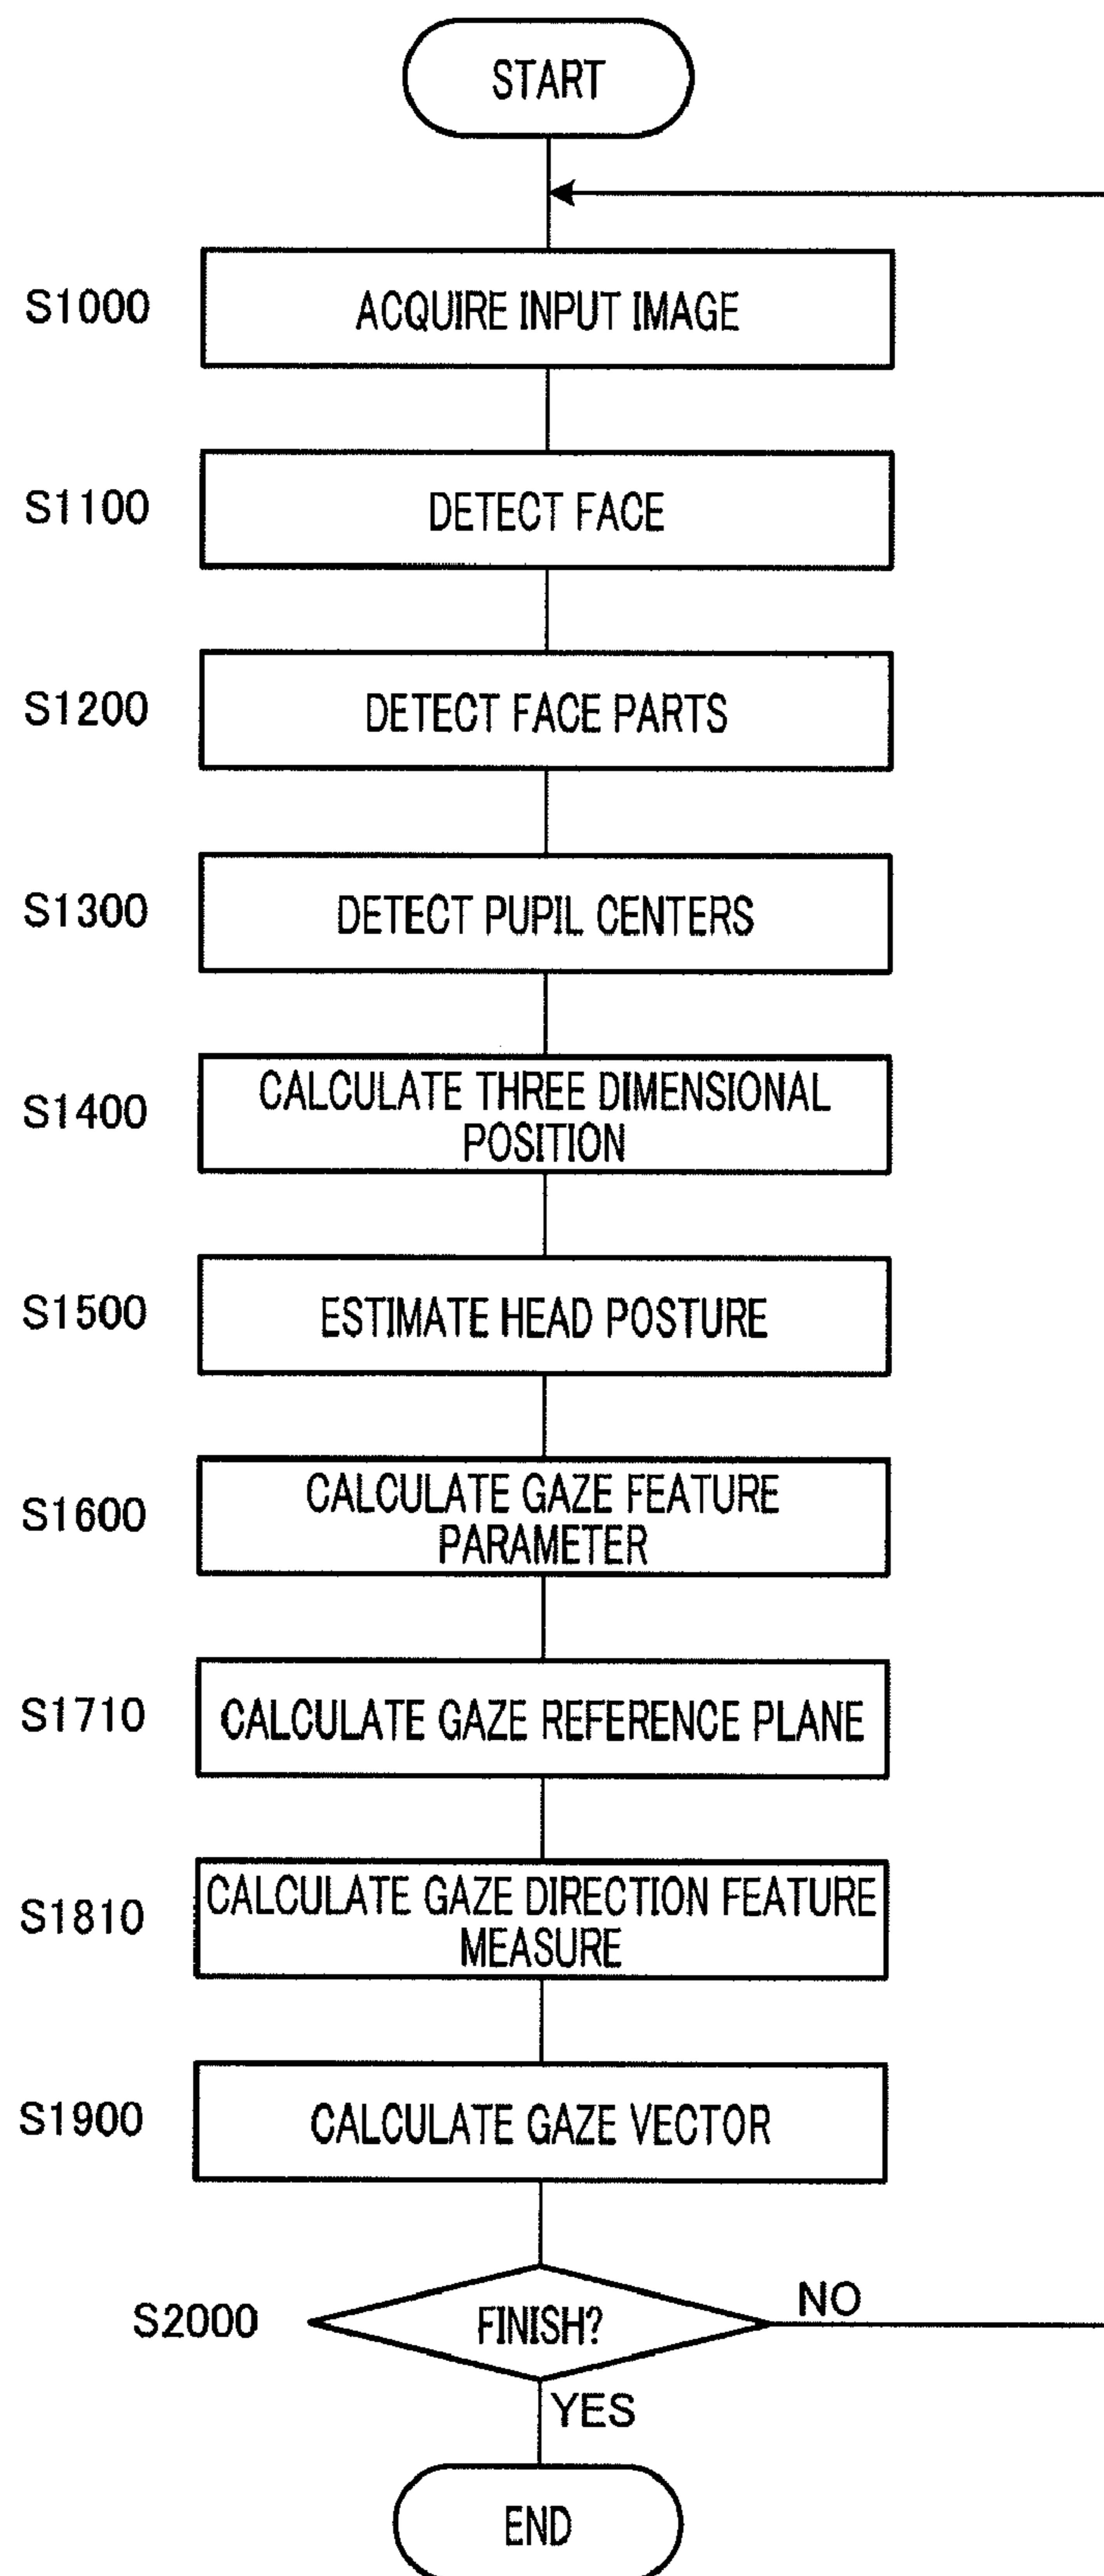 START
S1000
ACQUIRE INPUT IMAGE
S1100
DETECT FACE
S1200
DETECT FACE PARTS
S1300
DETECT PUPIL CENTERS
S1400
CALCULATE THREE DIMENSIONAL
POSITION
S1500
ESTIMATE HEAD POSTURE
S1600
CALCULATE GAZE FEATURE
PARAMETER
S1710
CALCULATE GAZE REFERENCE PLANE
S1810
CALCULATE GAZE DIRECTION FEATURE
MEASURE
S1900
CALCULATE GAZE VECTOR
S2000
FINISH?
NO
YES
END